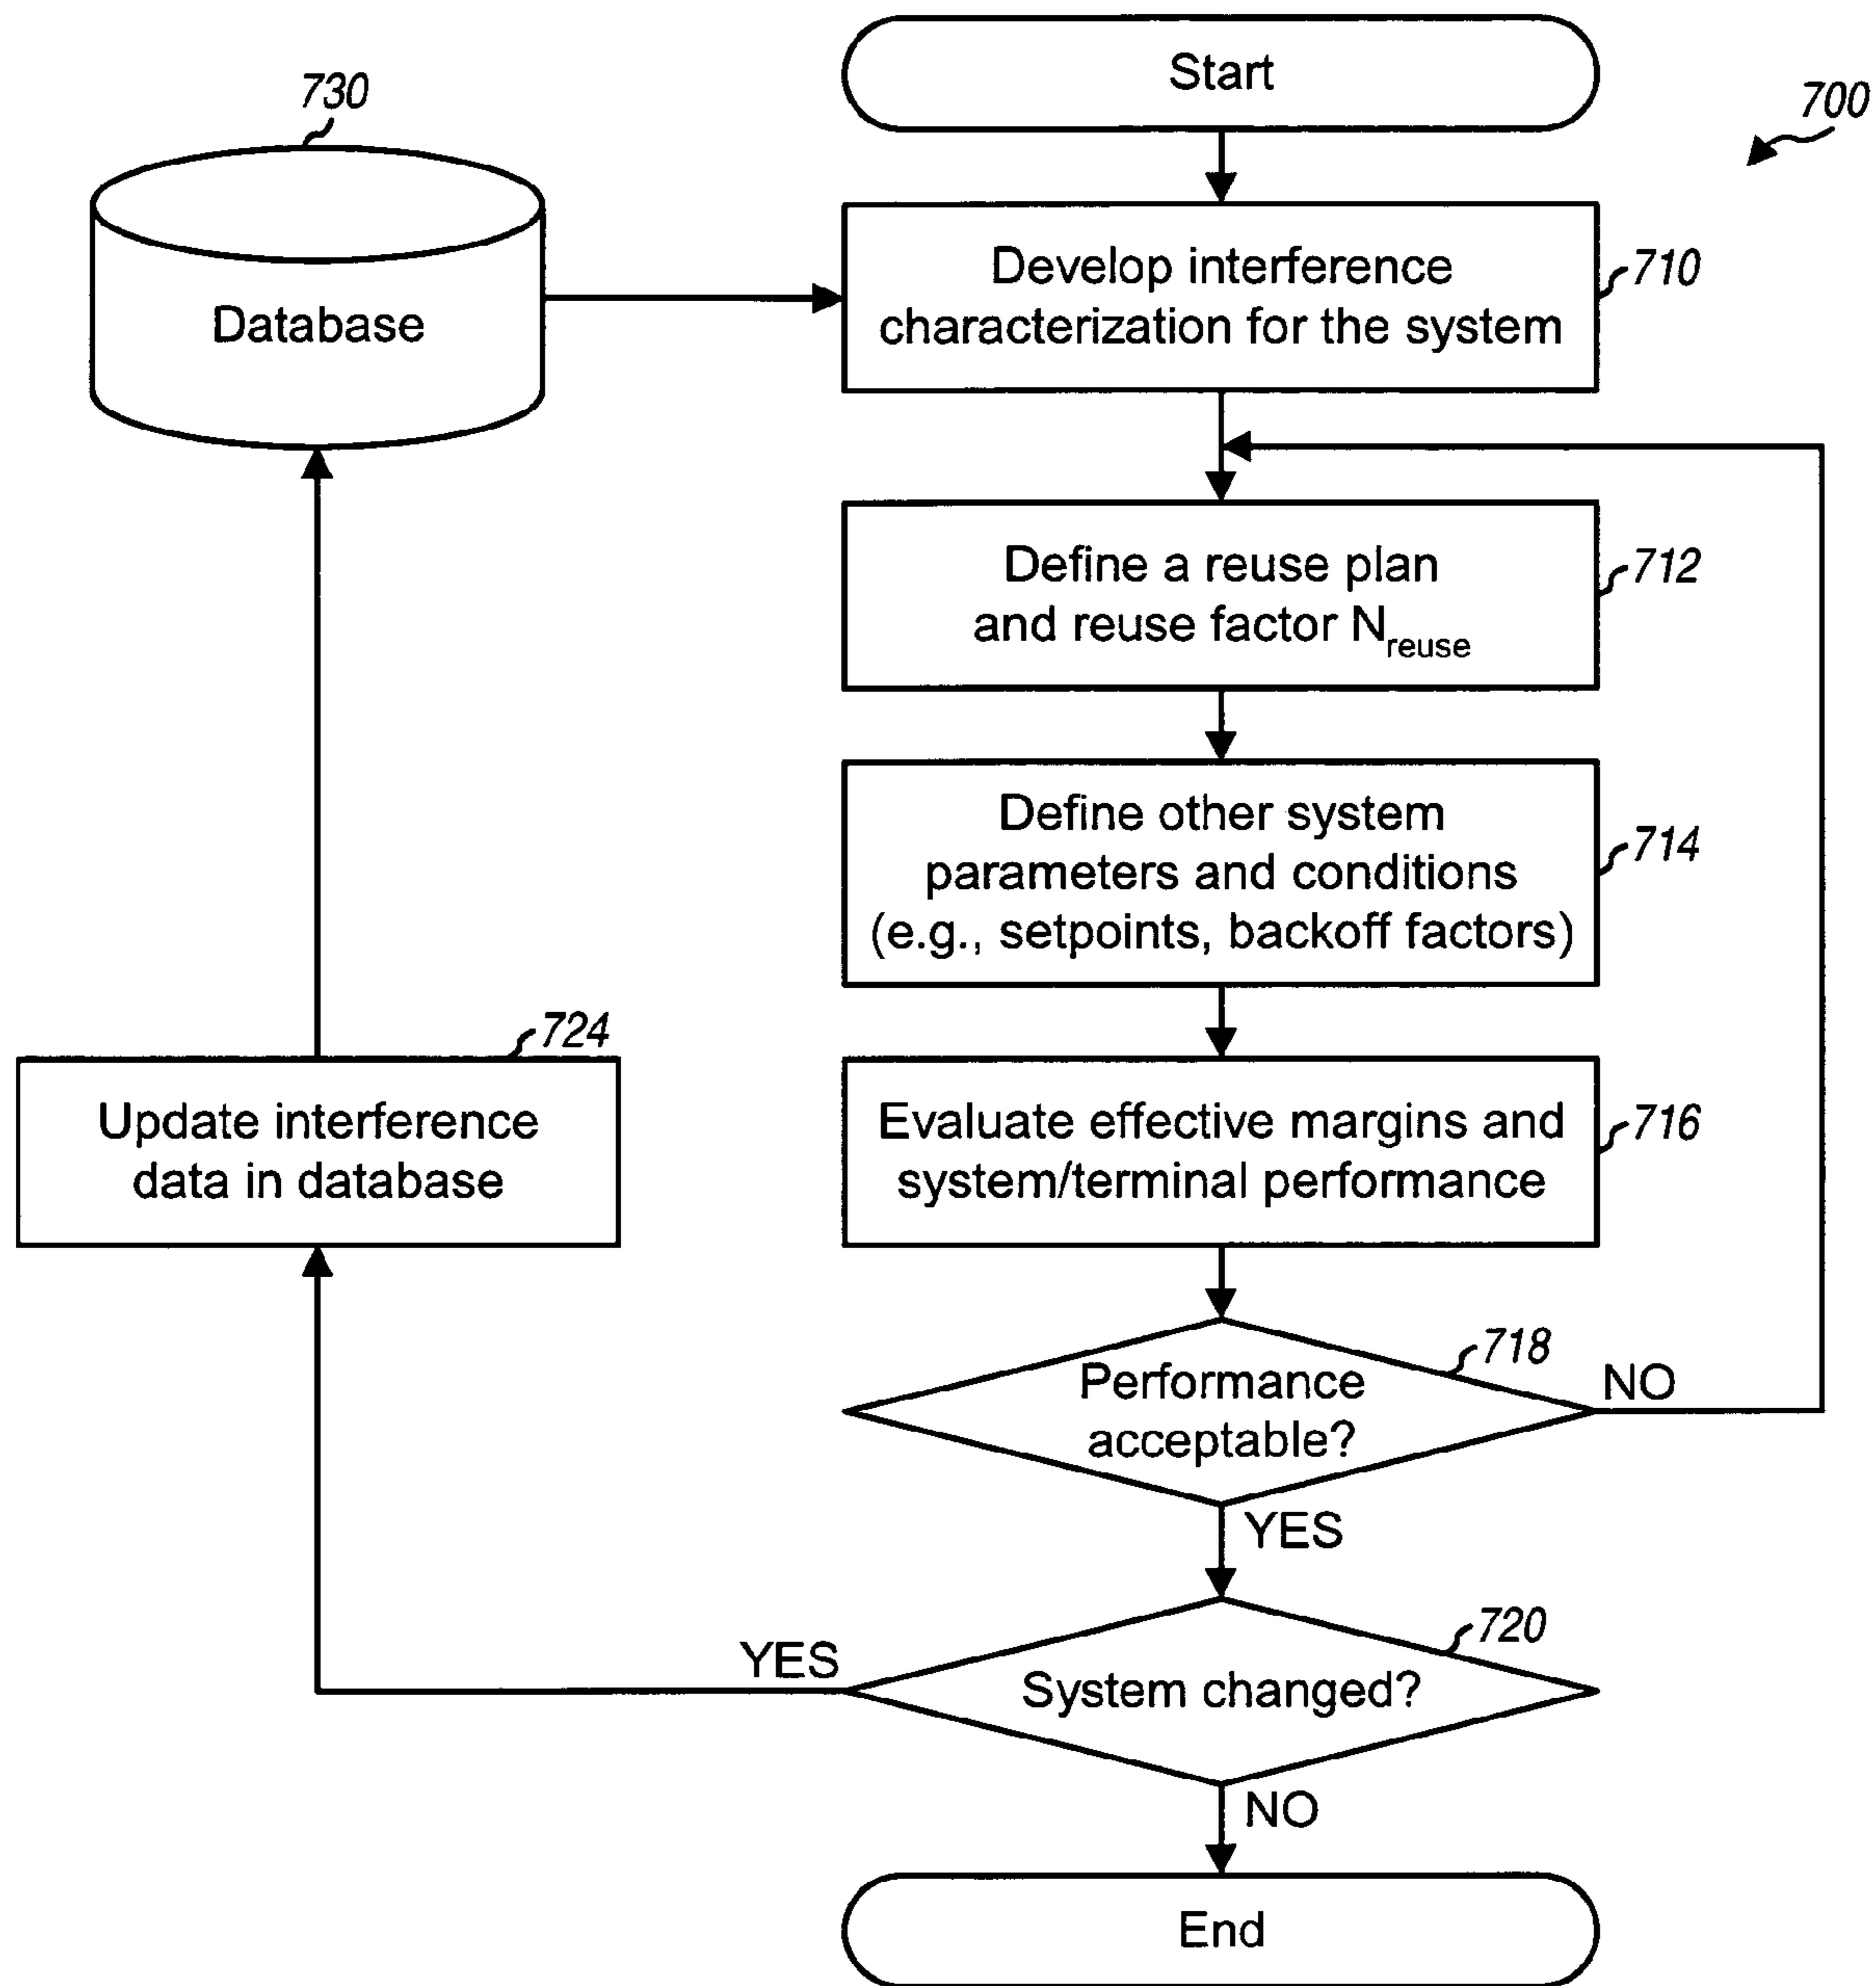 Start
700
730
Database
Develop interference
characterization for the system
710
Define a reuse plan
and reuse factor Nreuse
712
Define other system
parameters and conditions
(e.g., setpoints, backoff factors)
714
724
Update interference
data in database
Evaluate effective margins and
system/terminal performance
716
718
Performance
acceptable?
NO
YES
720
YES
System changed?
NO
End